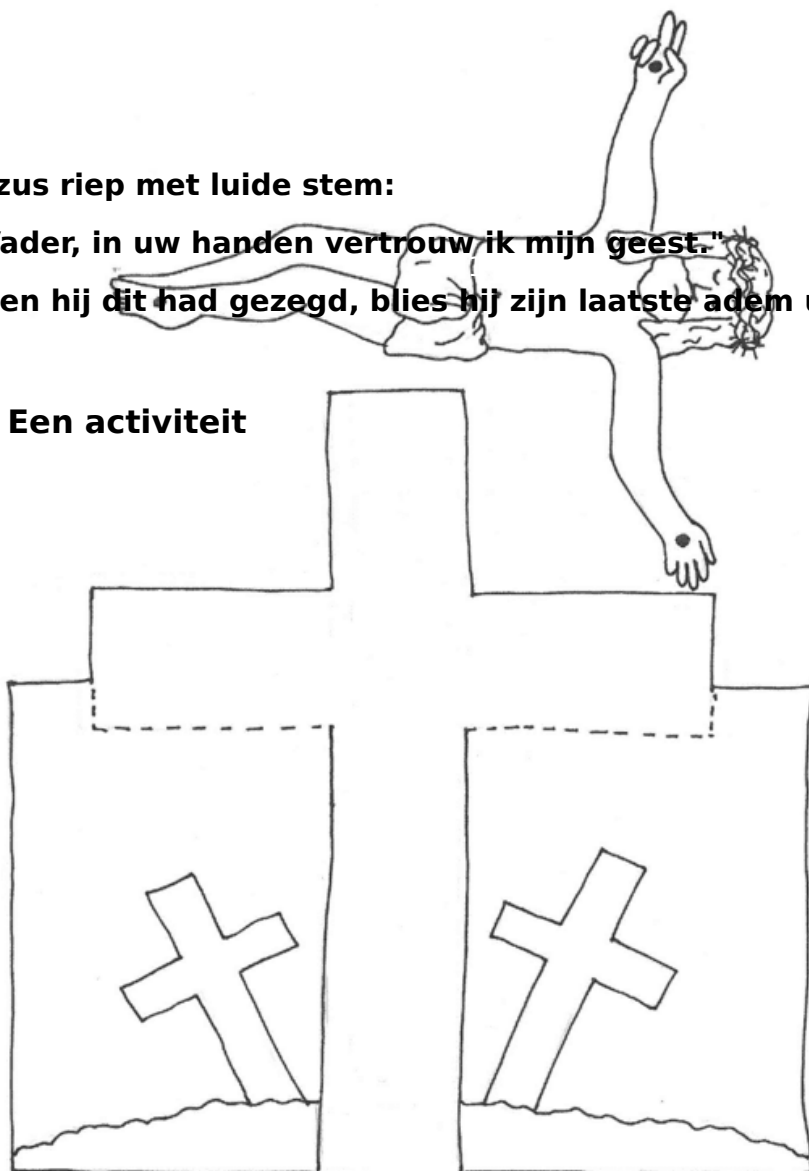 zus riep met luide stem:
ader, in uw handen vertrouw ik mijn geest."
en hij dit had gezegd, blies hij zijn laatste adem u
Een activiteit